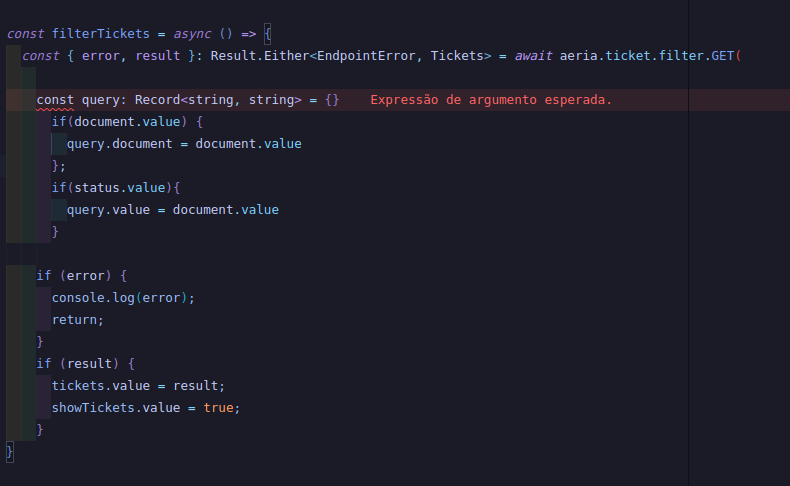 const filterTickets = async () => {
const { error, result }: Result.Either<EndpointError, Tickets> = await aeria.ticket.filter.GET(
const query: Record<string, string> = {} Expressão de argumento esperada.
if(document.value) {
query.document = document.value
};
if(status.value){
query.value = document.value
}
if (error) {
console.log(error);
return;
}
if (result) {
tickets.value = result;
showTickets.value = true;
}
}